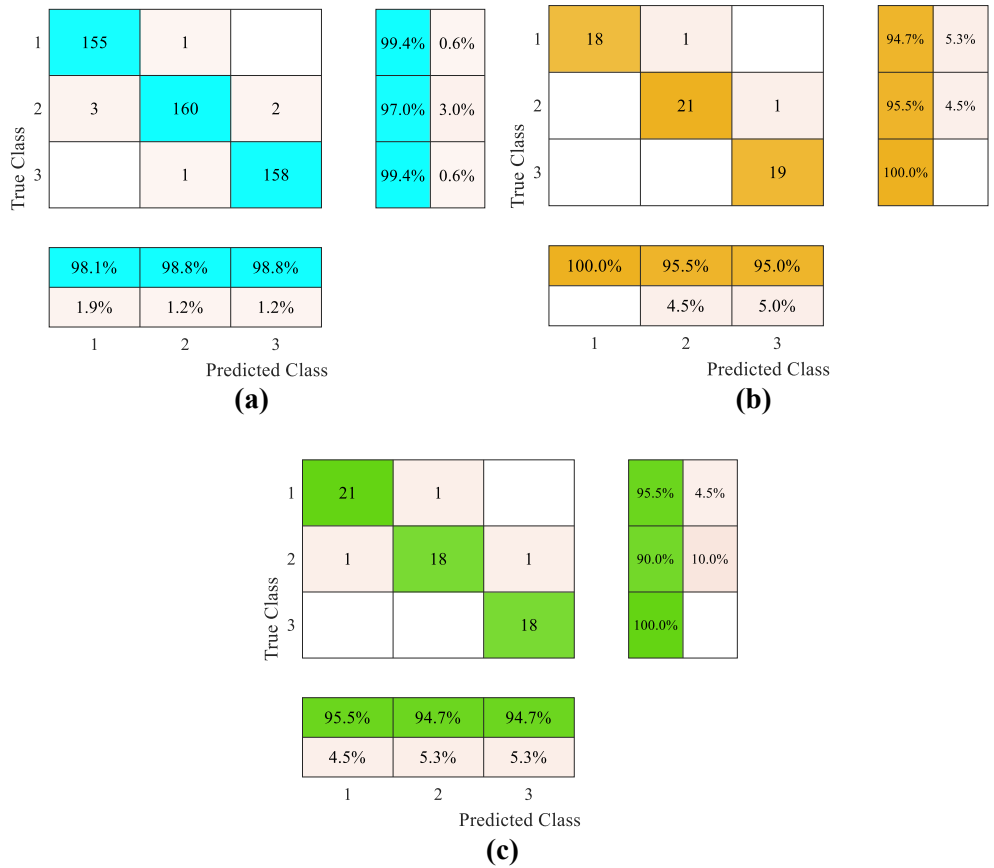 1 155 1 99.4% 0.6%
2 3 160 2 97.0% 3.0%
3 1 158 99.4% 0.6%
True Class
98.1% 98.8% 98.8%
1.9% 1.2% 1.2%
1 2 3
Predicted Class
(a)
1 18 1 94.7% 5.3%
2 21 1 95.5% 4.5%
3 19 100.0%
True Class
100.0% 95.5% 95.0%
4.5% 5.0%
1 2 3
Predicted Class
(b)
1 21 1 95.5% 4.5%
2 1 18 1 90.0% 10.0%
3 18 100.0%
True Class
95.5% 94.7% 94.7%
4.5% 5.3% 5.3%
1 2 3
Predicted Class
(c)